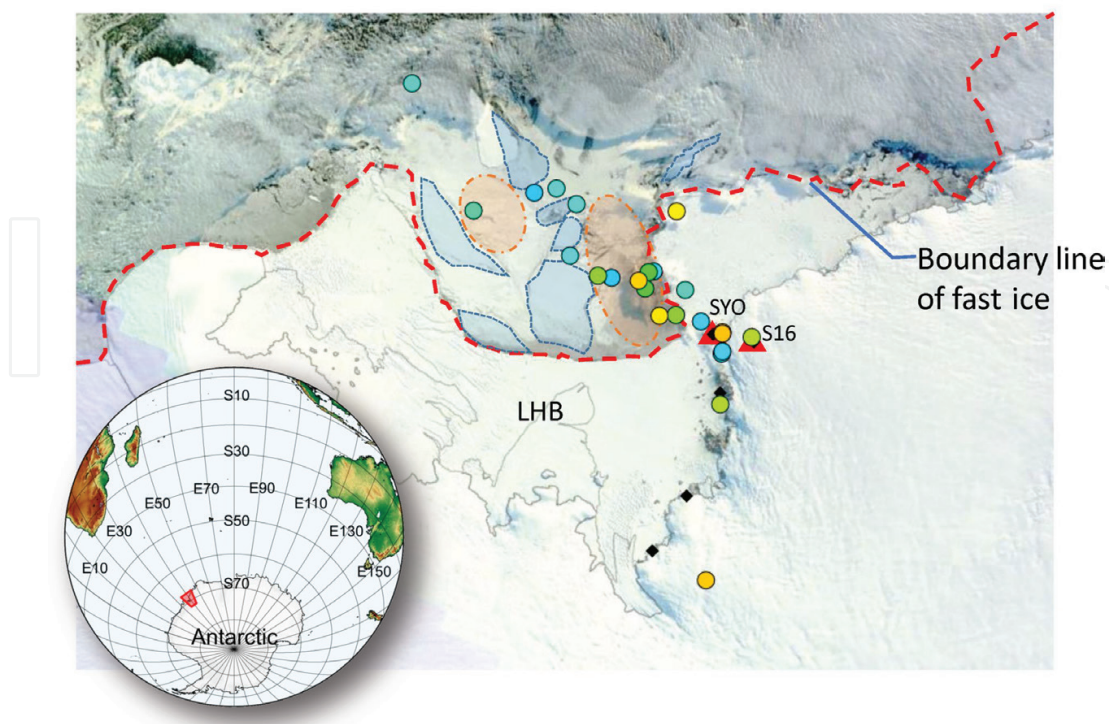 Boundary line
of fast ice
SYO
S16
LHB
S10
S30
E70
E90
E50
E110
E30
S50
E130
E10
E150
S70
Antarctic